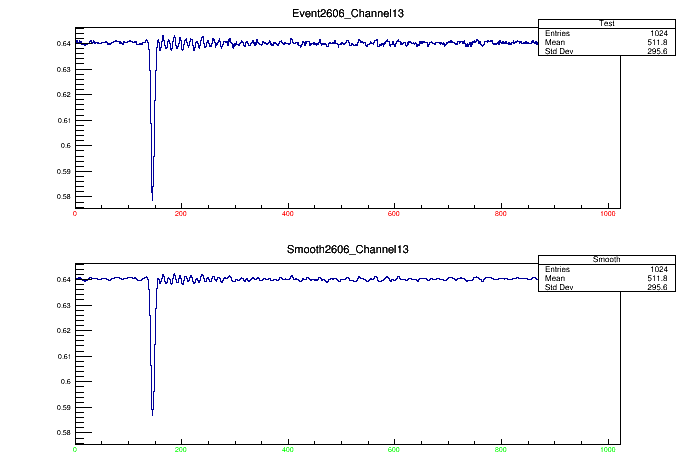 Event2606_Channel13
Test
Entries 1024
Mean 511.8
Std Dev 295.6
0.64
0.63
0.62
0.61
0.6
0.59
0.58
0 200 400 600 800 1000
Smooth2606_Channel13
Smooth
Entries 1024
Mean 511.8
Std Dev 295.6
0.64
0.63
0.62
0.61
0.6
0.59
0.58
0 200 400 600 800 1000